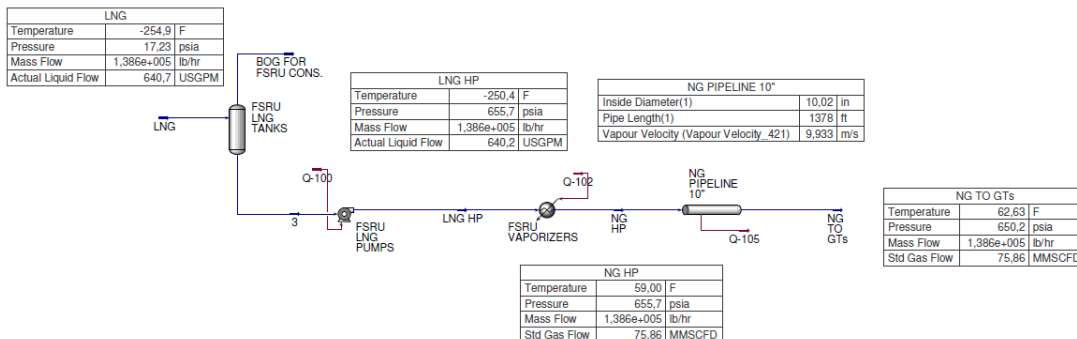 LNG
Temperature -254,9 F
Pressure 17,23 psia
Mass Flow 1,386e+005 lb/hr
Actual Liquid Flow 640,7 USGPM
BOG FOR
FSRU CONS.
FSRU
LNG
TANKS
LNG
LNG HP
Temperature -250,4 F
Pressure 655,7 psia
Mass Flow 1,386e+005 lb/hr
Actual Liquid Flow 640,2 USGPM
NG PIPELINE 10"
Inside Diameter(1) 10,02 in
Pipe Length(1) 1378 ft
Vapour Velocity (Vapour Velocity_421) 9,933 m/s
Q-100
3
FSRU
LNG
PUMPS
LNG HP
Q-102
FSRU
VAPORIZERS
NG
HP
NG
PIPELINE
10"
Q-105
NG
TO
GTs
NG TO GTs
Temperature 62,63 F
Pressure 650,2 psia
Mass Flow 1,386e+005 lb/hr
Std Gas Flow 75,86 MMSCFD
NG HP
Temperature 59,00 F
Pressure 655,7 psia
Mass Flow 1,386e+005 lb/hr
Std Gas Flow 75,86 MMSCFD